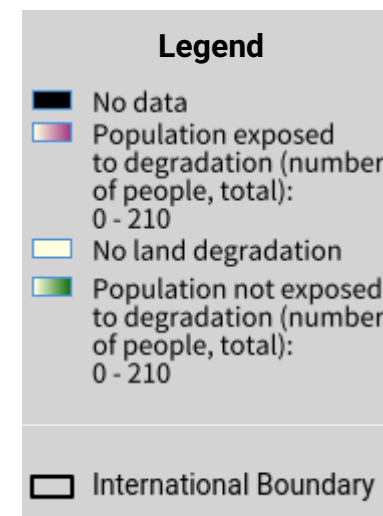 Legend
No data
Population exposed
to degradation (number
of people, total):
0 - 210
No land degradation
Population not exposed
to degradation (number
of people, total):
0 - 210
International Boundary